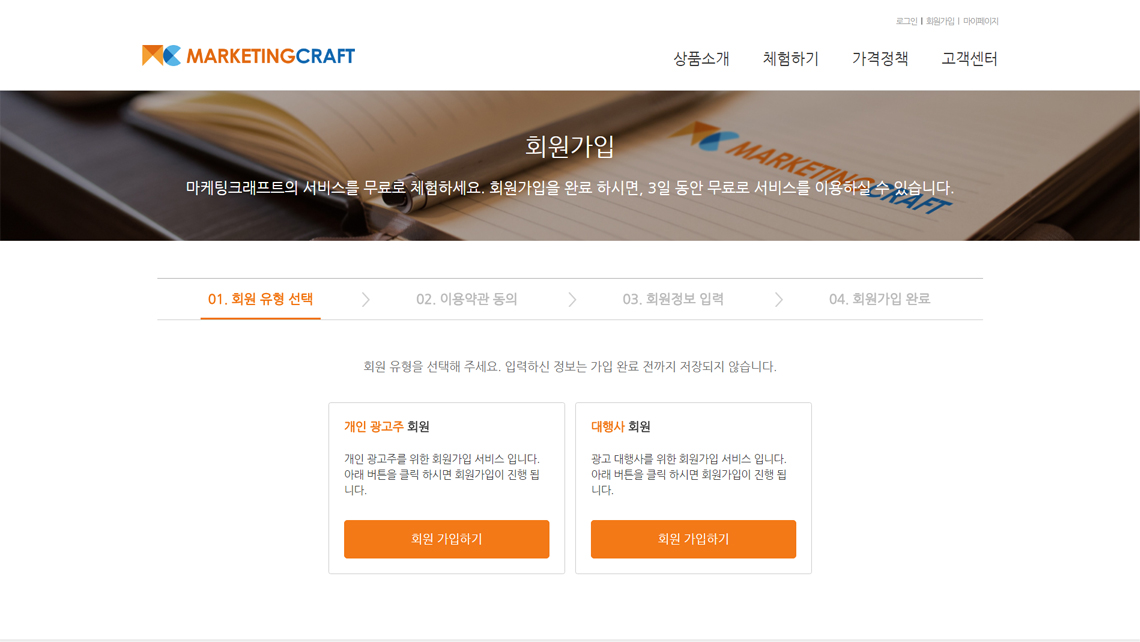 로그인 | 회원가입 | 마이페이지
MARKETINGCRAFT
상품소개 체험하기 가격정책 고객센터
회원가입
마케팅크래프트의 서비스를 무료로 체험하세요. 회원가입을 완료 하시면, 3일 동안 무료로 서비스를 이용하실 수 있습니다.
MARKETINGCRAFT
01. 회원 유형 선택 > 02. 이용약관 동의 > 03. 회원정보 입력 > 04. 회원가입 완료
회원 유형을 선택해 주세요. 입력하신 정보는 가입 완료 전까지 저장되지 않습니다.
개인 광고주 회원
개인 광고주를 위한 회원가입 서비스 입니다.
아래 버튼을 클릭 하시면 회원가입이 진행 됩
니다.
회원 가입하기
대행사 회원
광고 대행사를 위한 회원가입 서비스 입니다.
아래 버튼을 클릭 하시면 회원가입이 진행 됩
니다.
회원 가입하기